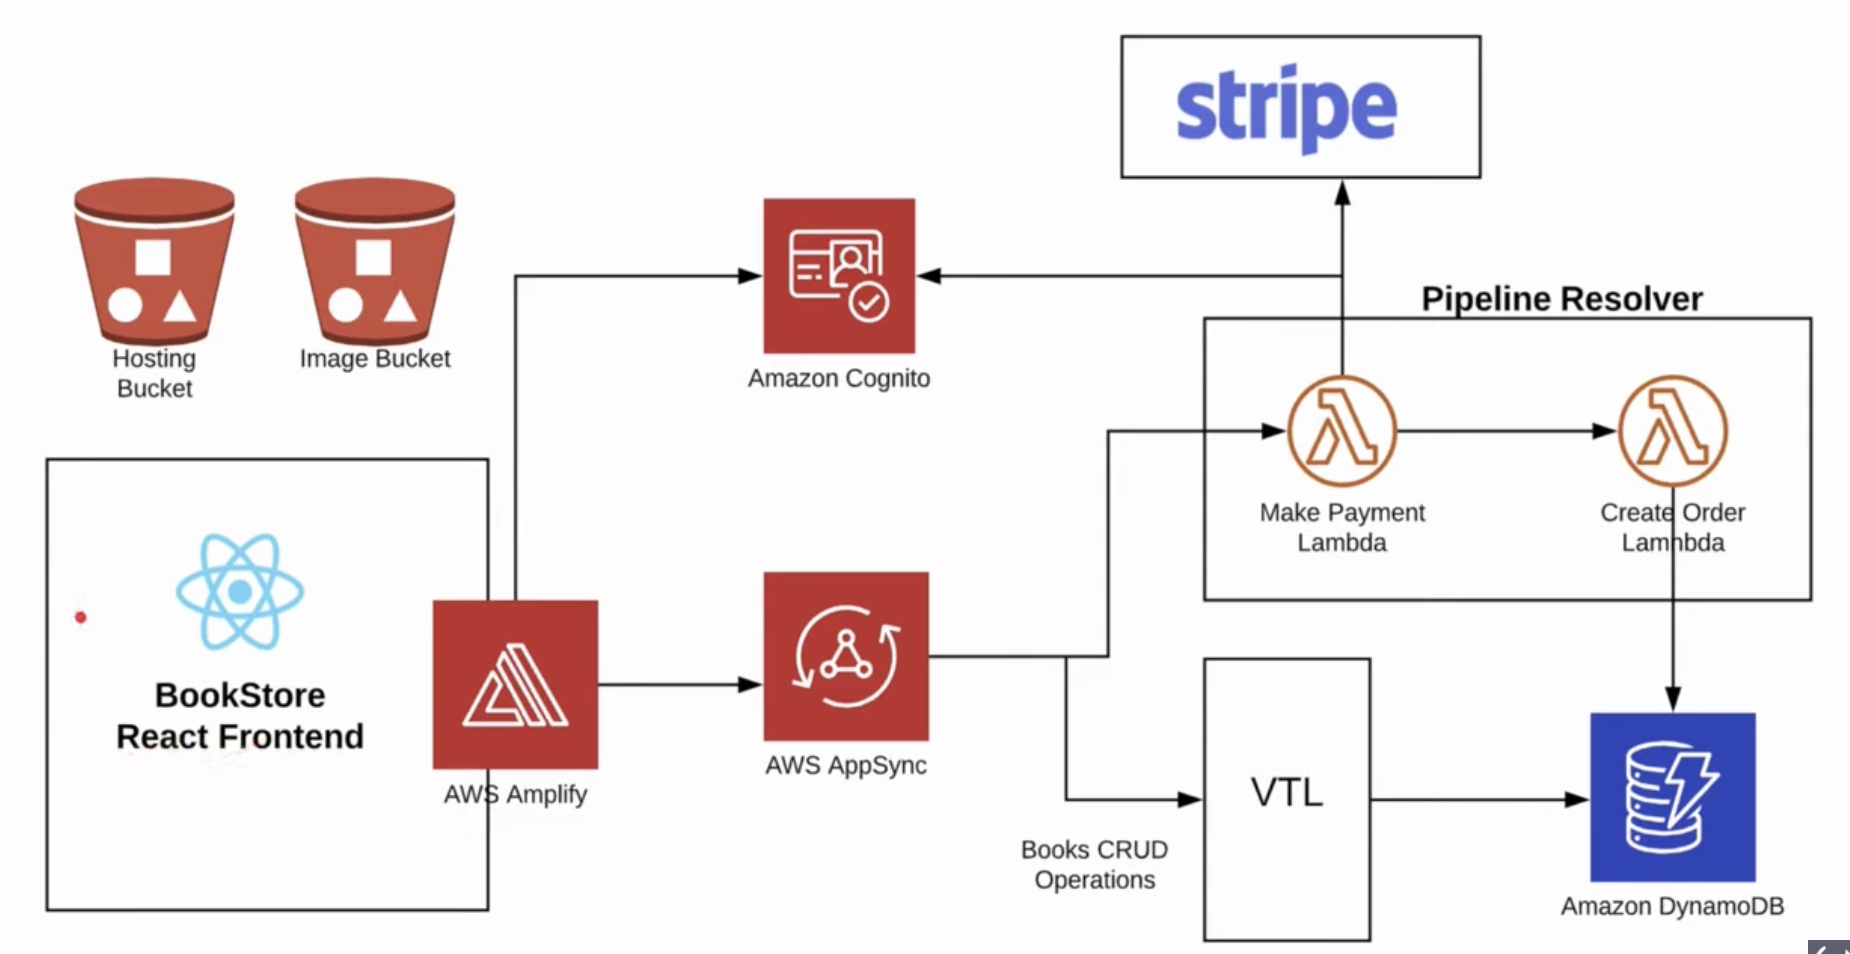 stripe
Pipeline Resolver
Hosting
Bucket
Image Bucket
Amazon Cognito
Make Payment
Lambda
Create Order
Lamhbda
BookStore
React Frontend
AWS Amplify
AWS AppSync
VTL
Books CRUD
Operations
Amazon DynamoDB